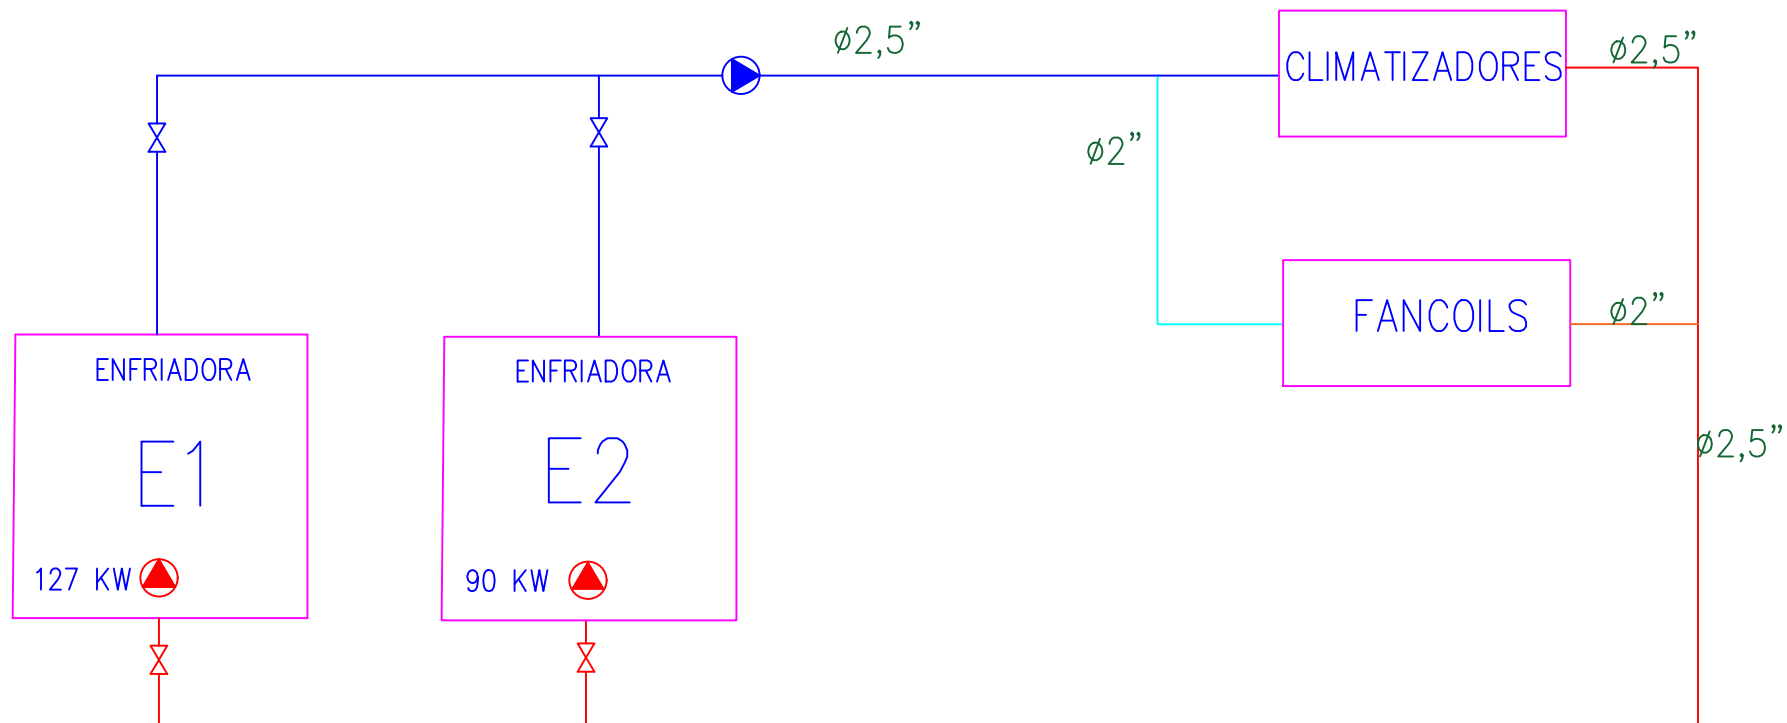 ø2,5"
CLIMATIZADORES
ø2,5"
ø2"
FANCOILS
ø2"
ENFRIADORA
ENFRIADORA
E1
E2
ø2,5"
127 KW
90 KW